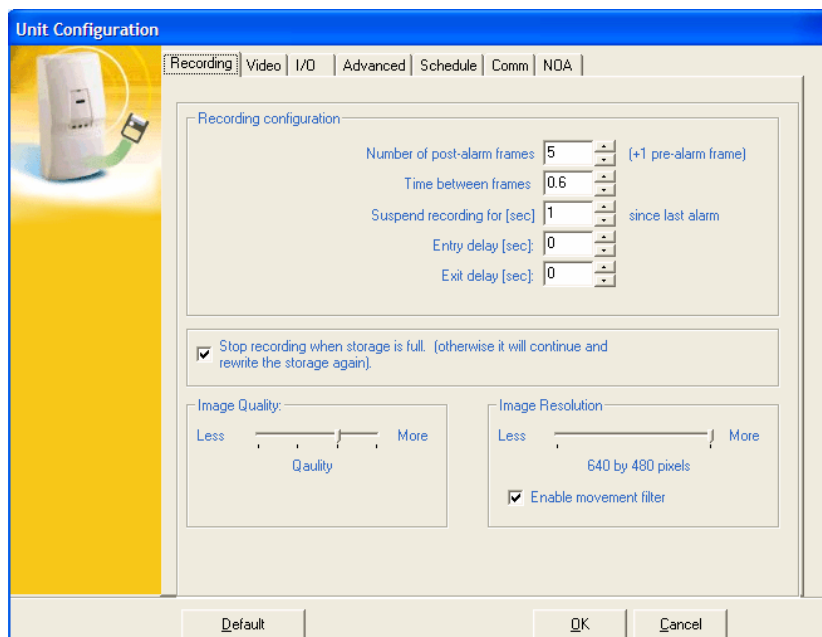 Unit Configuration
Recording Video I/O Advanced Schedule Comm NOA
Recording configuration
Number of post-alarm frames 5 (+1 pre-alarm frame)
Time between frames 0.6
Suspend recording for [sec] 1 since last alarm
Entry delay [sec]: 0
Exit delay [sec]: 0
Stop recording when storage is full. (otherwise it will continue and
rewrite the storage again).
Image Quality:
Less More
Qaulity
Image Resolution
Less More
640 by 480 pixels
Enable movement filter
Default OK Cancel